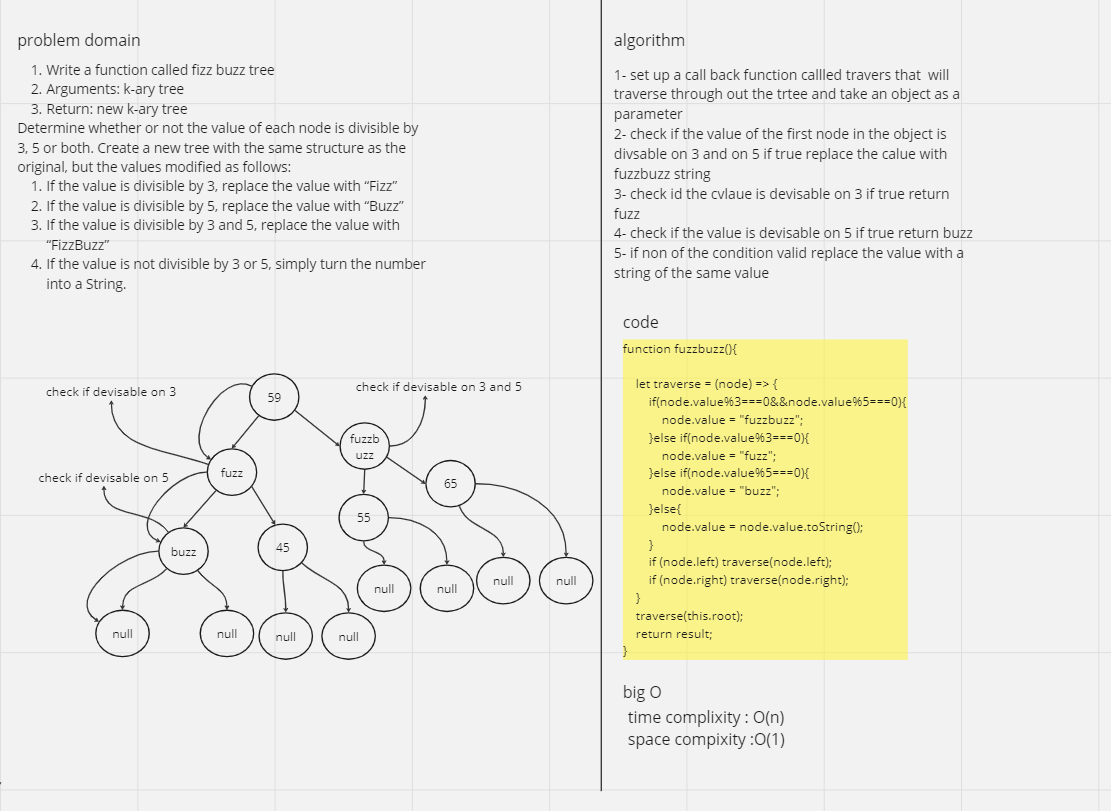 problem domain
1. Write a function called fizz buzz tree
2. Arguments: k-ary tree
3. Return: new k-ary tree
Determine whether or not the value of each node is divisible by
3, 5 or both. Create a new tree with the same structure as the
original, but the values modified as follows:
1. If the value is divisible by 3, replace the value with “Fizz”
2. If the value is divisible by 5, replace the value with “Buzz”
3. If the value is divisible by 3 and 5, replace the value with
“FizzBuzz”
4. If the value is not divisible by 3 or 5, simply turn the number
into a String.
check if devisable on 3
check if devisable on 3 and 5
59
fuzzb
uzz
fuzz
check if devisable on 5
65
55
buzz
45
null
null
null
null
null
null
null
null
algorithm
1- set up a call back function callled travers that  will
traverse through out the trtee and take an object as a
parameter
2- check if the value of the first node in the object is
divsable on 3 and on 5 if true replace the calue with
fuzzbuzz string
3- check id the cvlaue is devisable on 3 if true return
fuzz
4- check if the value is devisable on 5 if true return buzz
5- if non of the condition valid replace the value with a
string of the same value
code
function fuzzbuzz(){
let traverse = (node) => {
if(node.value%3===0&&node.value%5===0){
node.value = "fuzzbuzz";
}else if(node.value%3===0){
node.value = "fuzz";
}else if(node.value%5===0){
node.value = "buzz";
}else{
node.value = node.value.toString();
}
if (node.left) traverse(node.left);
if (node.right) traverse(node.right);
}
traverse(this.root);
return result;
}
big O
time complixity : O(n)
space compixity :O(1)